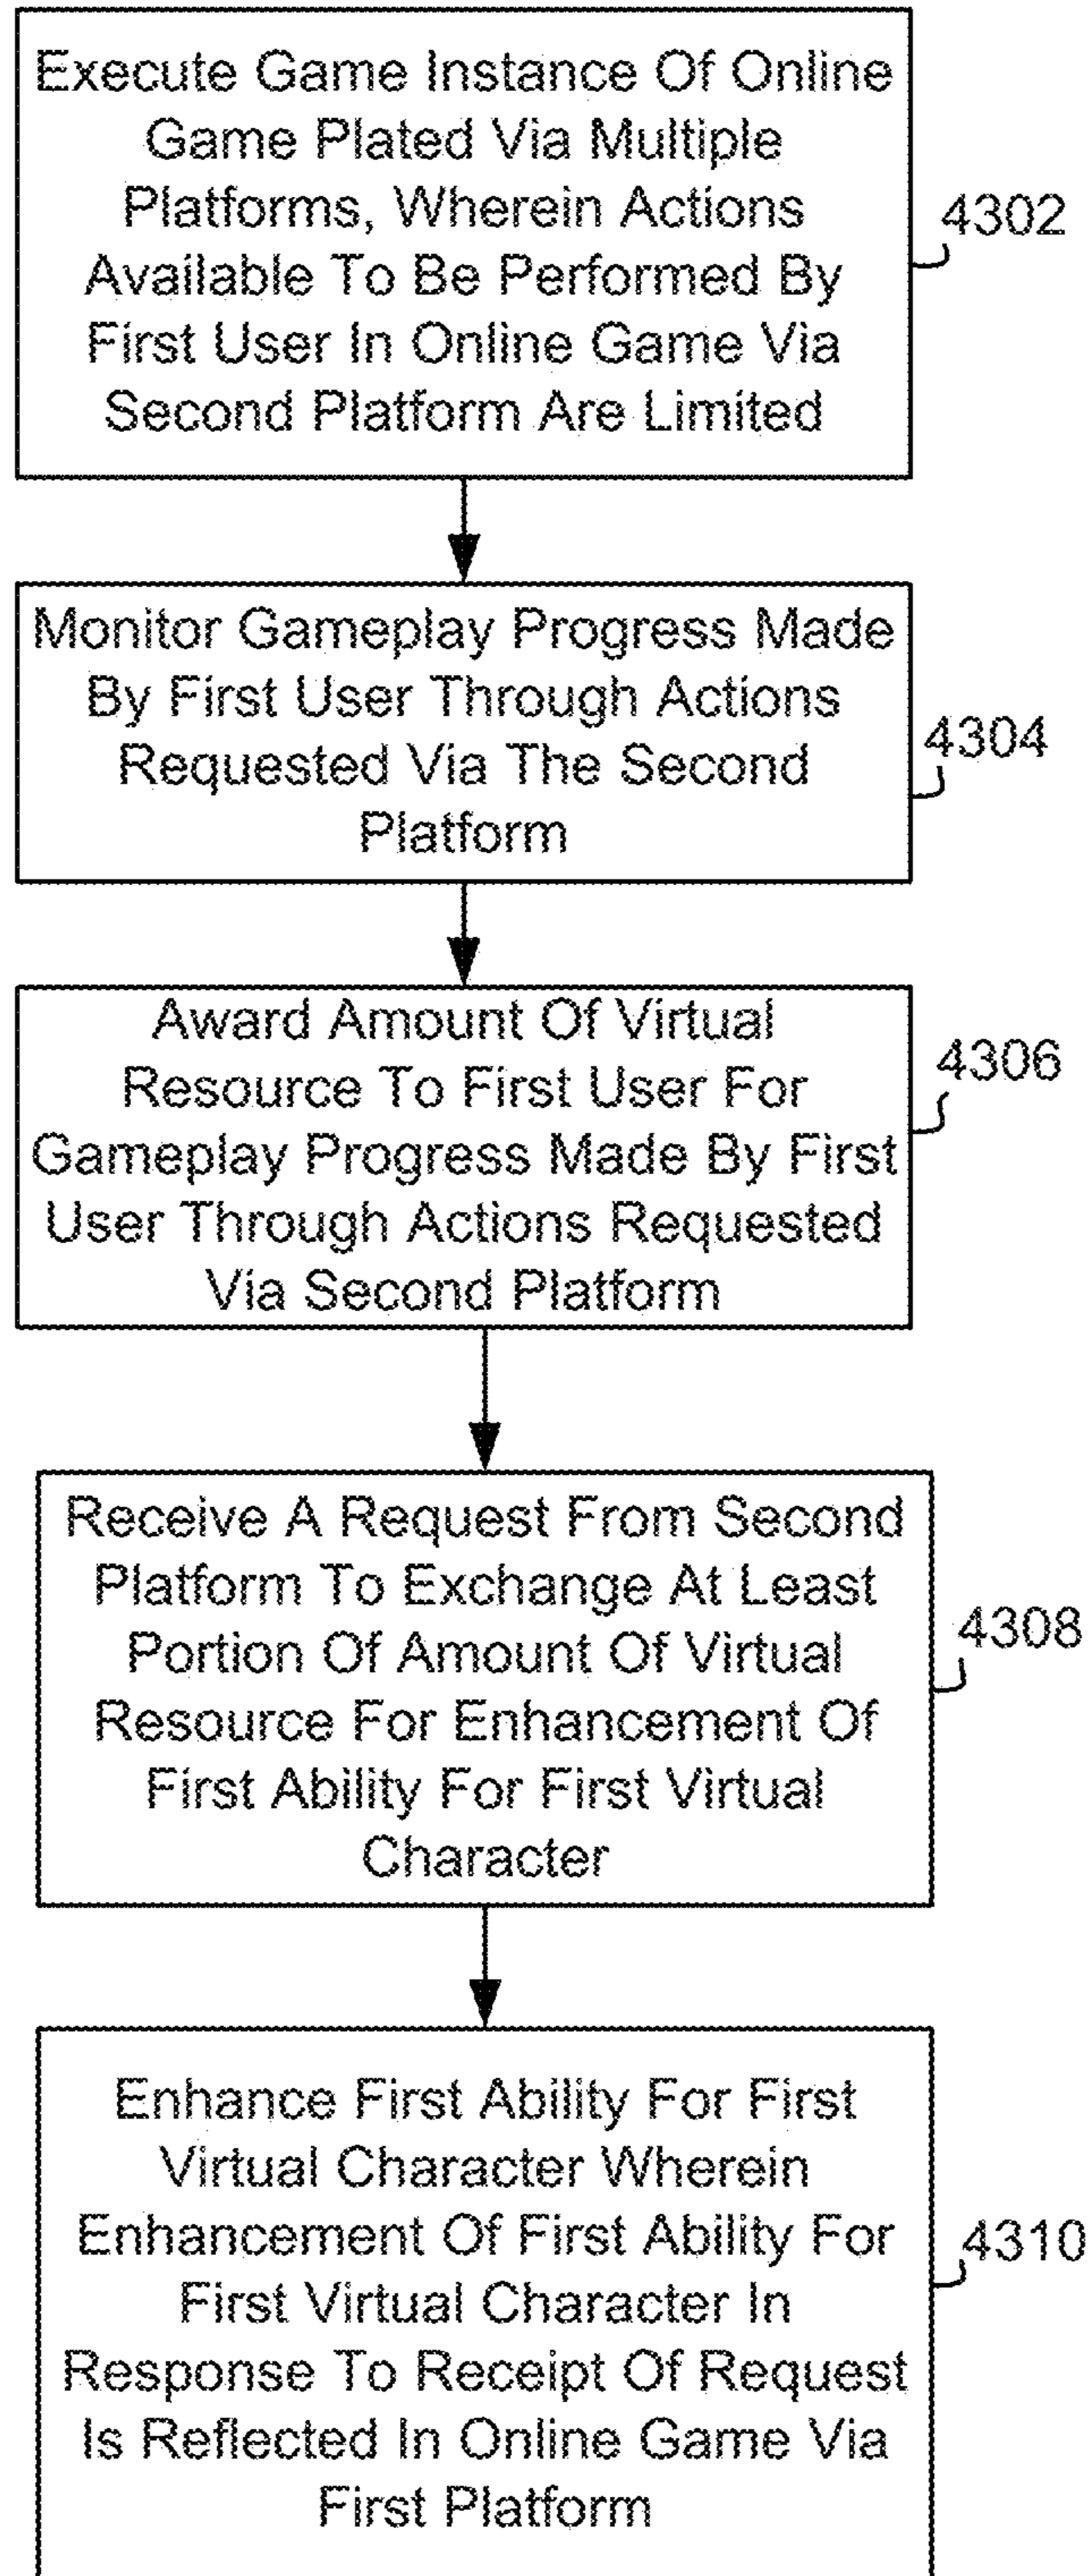 Execute Game Instance Of Online
Game Plated Via Multiple
Platforms, Wherein Actions
Available To Be Performed By
First User In Online Game Via
Second Platform Are Limited
4302
Monitor Gameplay Progress Made
By First User Through Actions
Requested Via The Second
Platform
4304
Award Amount Of Virtual
Resource To First User For
Gameplay Progress Made By First
User Through Actions Requested
Via Second Platform
4306
Receive A Request From Second
Platform To Exchange At Least
Portion Of Amount Of Virtual
Resource For Enhancement Of
First Ability For First Virtual
Character
4308
Enhance First Ability For First
Virtual Character Wherein
Enhancement Of First Ability For
First Virtual Character In
Response To Receipt Of Request
Is Reflected In Online Game Via
First Platform
4310